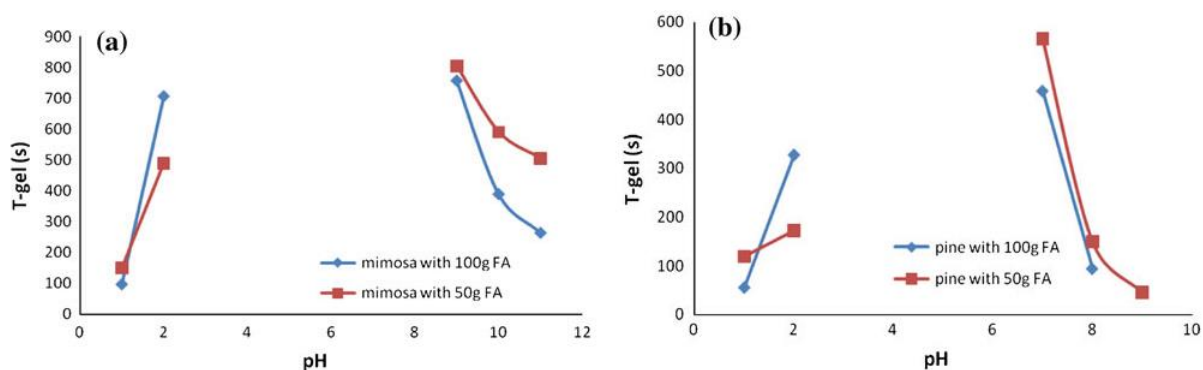 (a)
900
800
700
600
500
400
300
200
100
0
T-gel (s)
0 2 4 6 8 10 12
pH
mimosa with 100g FA
mimosa with 50g FA
(b)
600
500
400
300
200
100
0
T-gel (s)
0 2 4 6 8 10
pH
pine with 100g FA
pine with 50g FA